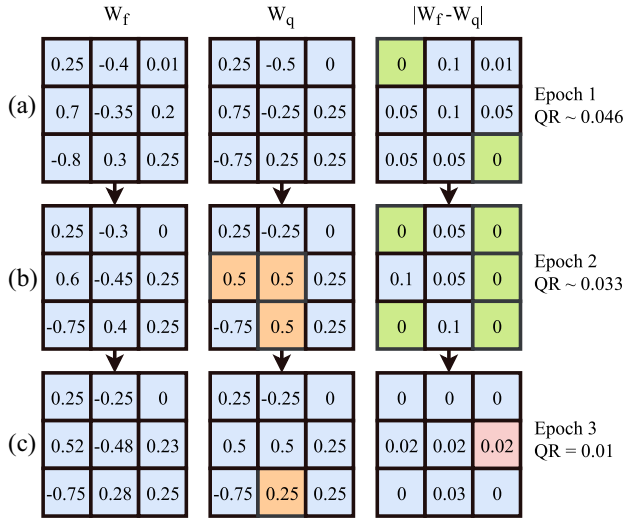 W_f W_q |W_f-W_q|
(a)
0.25 -0.4 0.01
0.7 -0.35 0.2
-0.8 0.3 0.25
0.25 -0.5 0
0.75 -0.25 0.25
-0.75 0.25 0.25
0 0.1 0.01
0.05 0.1 0.05
0.05 0.05 0
Epoch 1
QR ~ 0.046
(b)
0.25 -0.3 0
0.6 -0.45 0.25
-0.75 0.4 0.25
0.25 -0.25 0
0.5 0.5 0.25
-0.75 0.5 0.25
0 0.05 0
0.1 0.05 0
0 0.1 0
Epoch 2
QR ~ 0.033
(c)
0.25 -0.25 0
0.52 -0.48 0.23
-0.75 0.28 0.25
0.25 -0.25 0
0.5 0.5 0.25
-0.75 0.25 0.25
0 0 0
0.02 0.02 0.02
0 0.03 0
Epoch 3
QR = 0.01